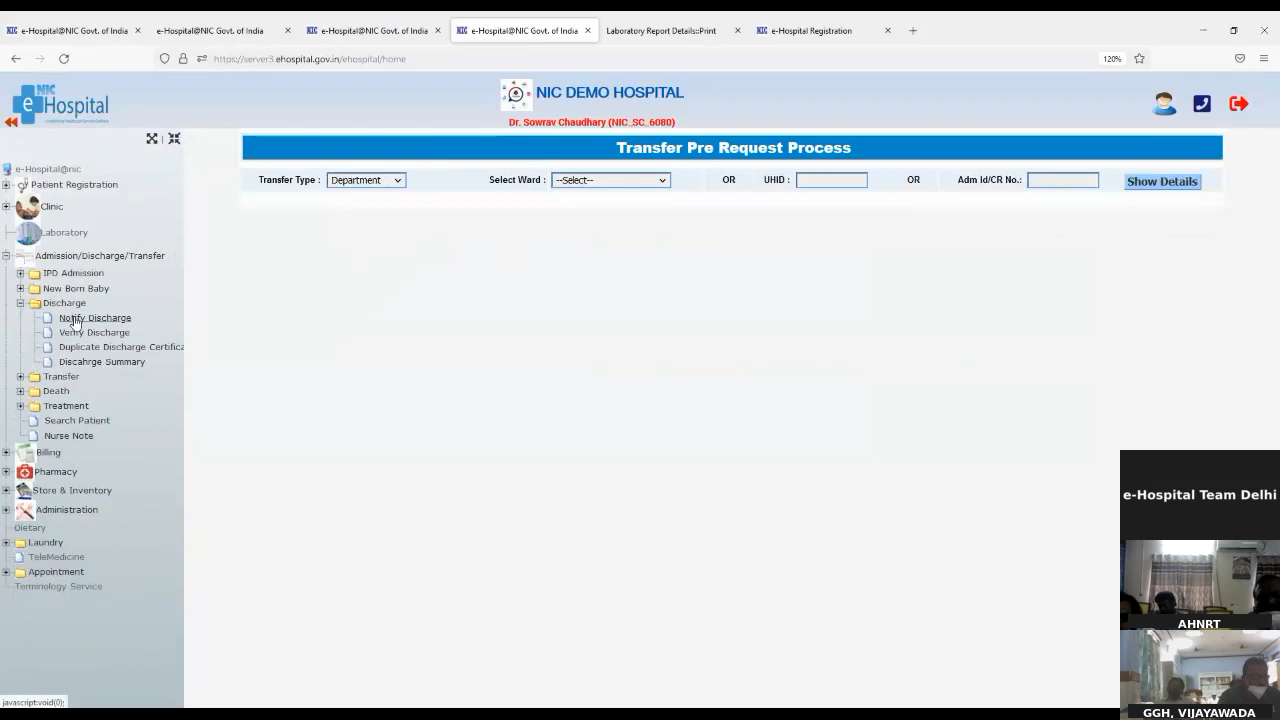 e-Hospital@NIC Govt. of India
e-Hospital@NIC Govt. of India
e-Hospital@NIC Govt. of India
e-Hospital@NIC Govt. of India
Laboratory Report Details::Print
e-Hospital Registration
https://server3.ehospital.gov.in/ehospital/home
120%
NIC
eHospital
NIC DEMO HOSPITAL
Dr. Sowrav Chaudhary (NIC_SC_6080)
Transfer Pre Request Process
Transfer Type : Department Select Ward : --Select-- OR UHID : OR Adm Id/CR No.: Show Details
e-Hospital@nic
Patient Registration
Clinic
Laboratory
Admission/Discharge/Transfer
IPD Admission
New Born Baby
Discharge
Notify Discharge
Verify Discharge
Duplicate Discharge Certifica
Discahrge Summary
Transfer
Death
Treatment
Search Patient
Nurse Note
Billing
Pharmacy
Store & Inventory
Administration
Dietary
Laundry
TeleMedicine
Appointment
Terminology Service
javascript:void(0);
e-Hospital Team Delhi
AHNRT
GGH, VIJAYAWADA